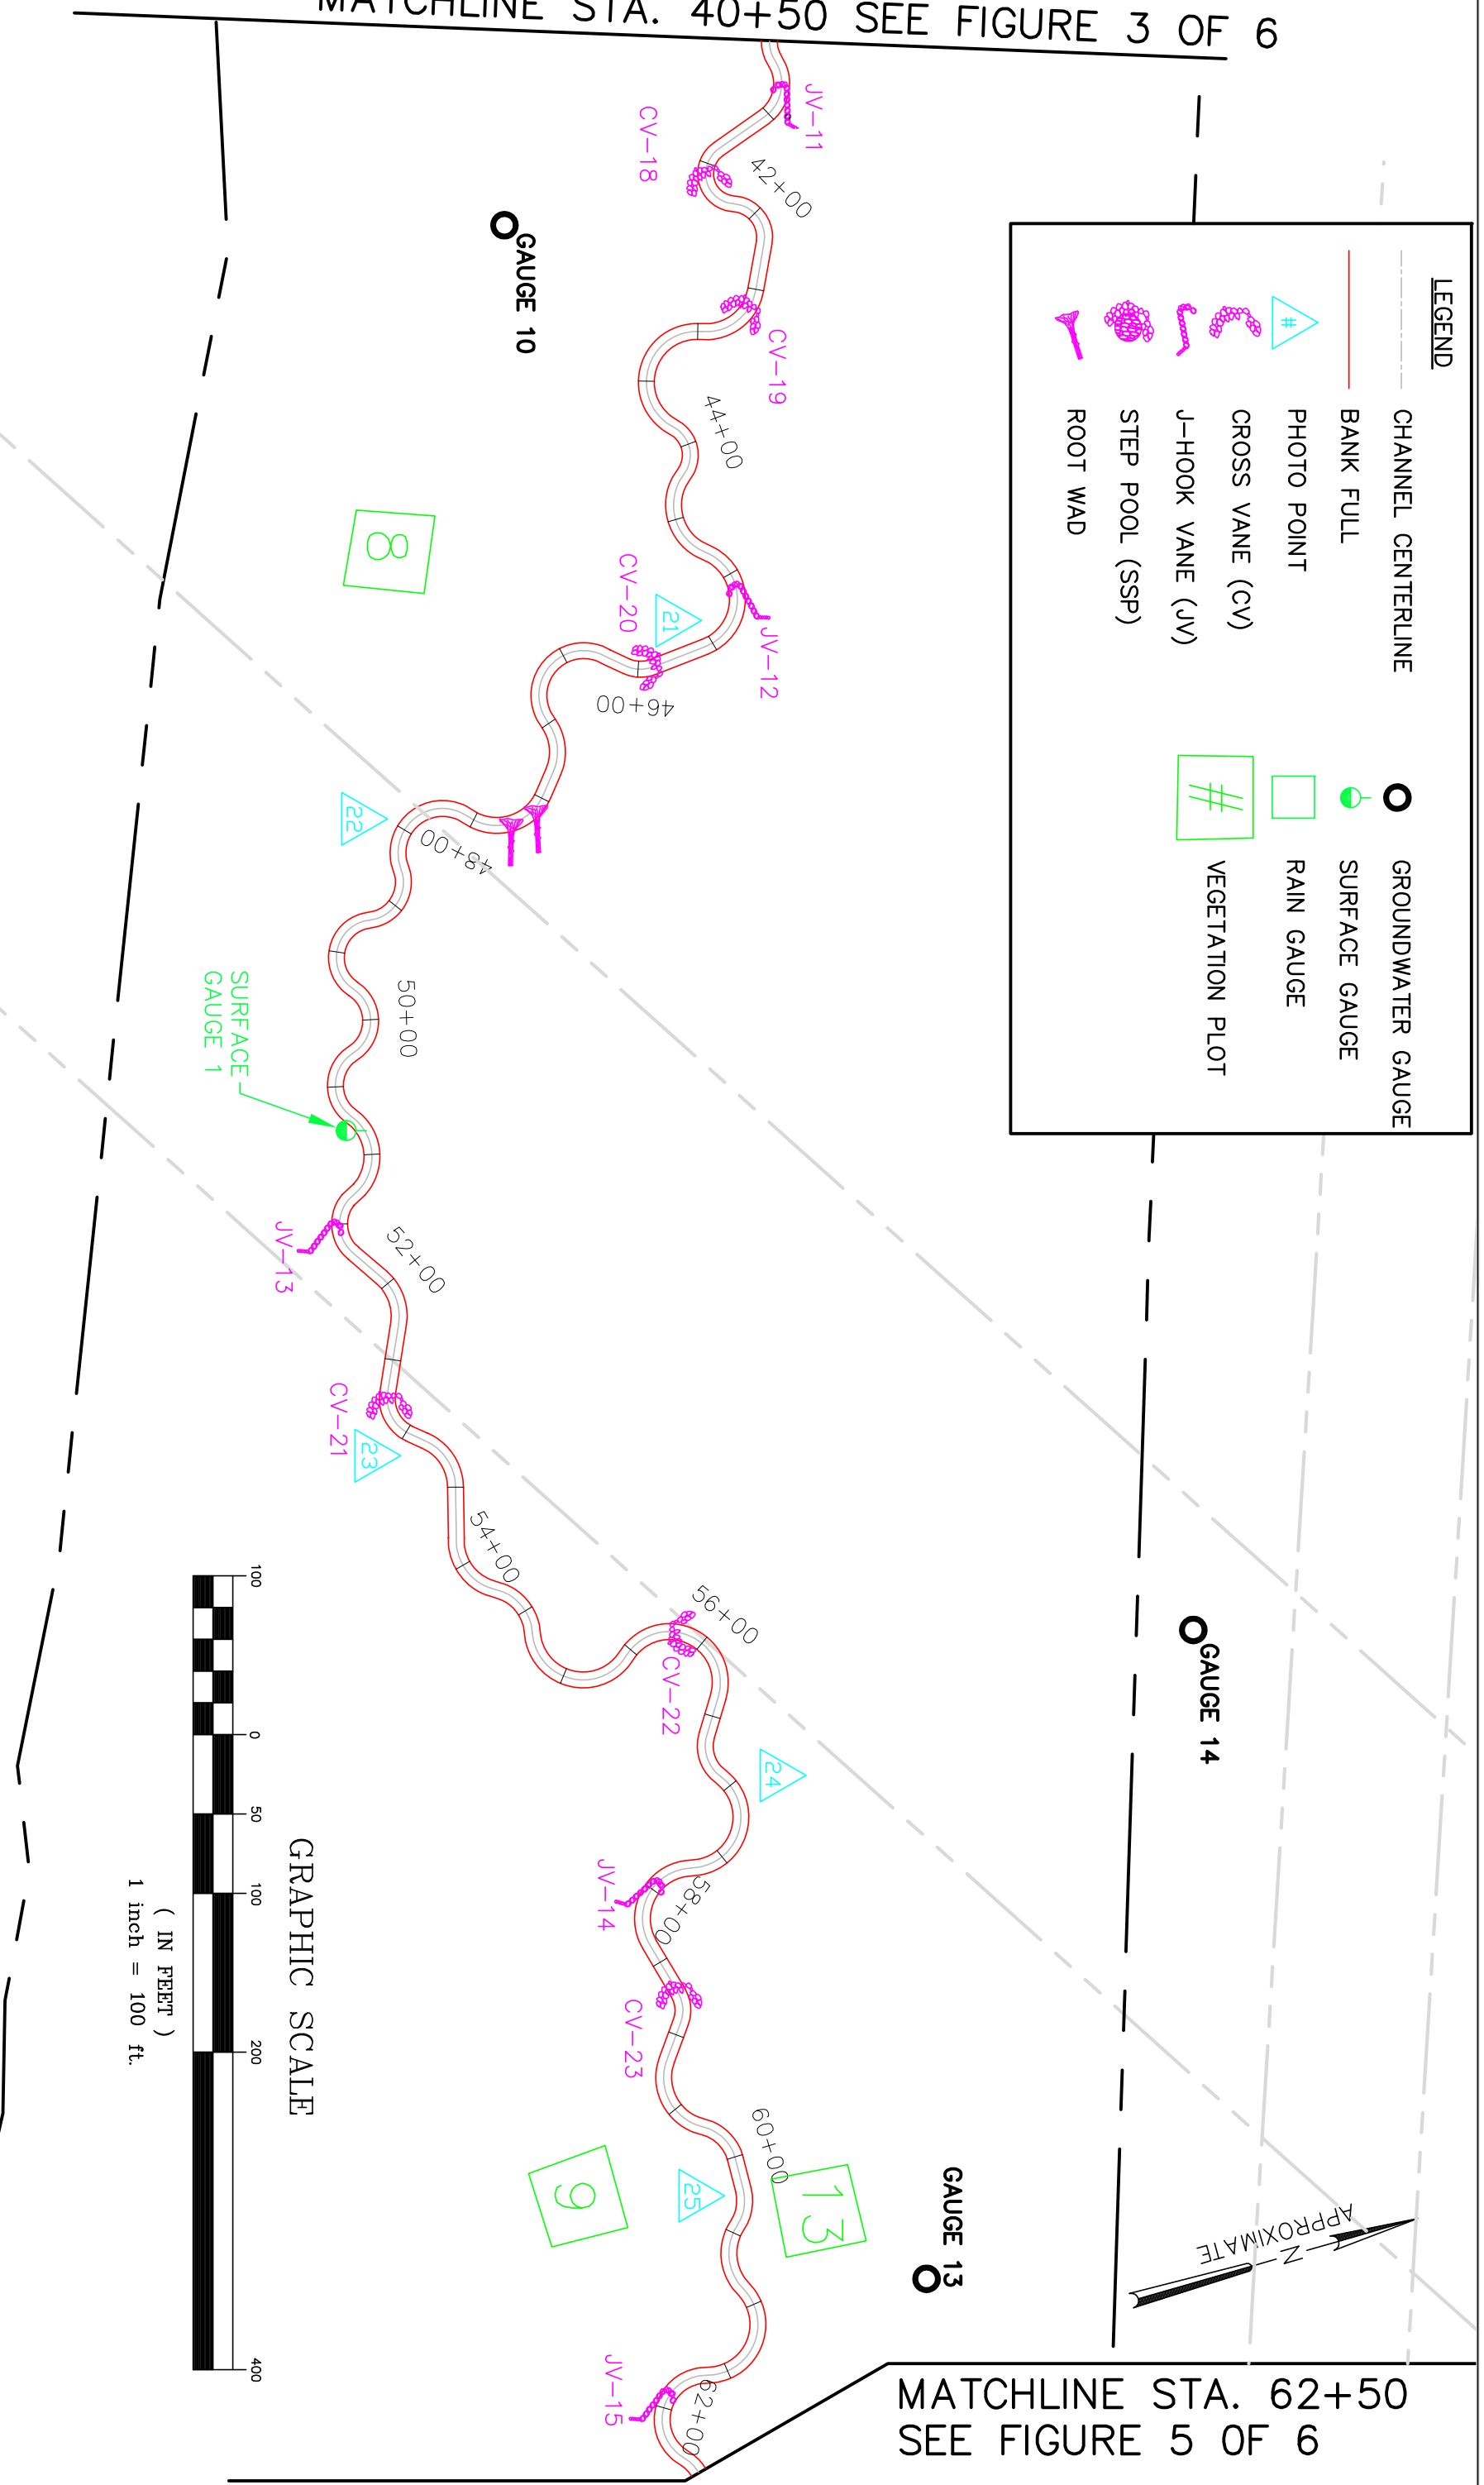 MATCHLINE STA. 40+50 SEE FIGURE 3 OF 6
LEGEND
CHANNEL CENTERLINE
BANK FULL
#
PHOTO POINT
CROSS VANE (CV)
J-HOOK VANE (JV)
STEP POOL (SSP)
ROOT WAD
GROUNDWATER GAUGE
SURFACE GAUGE
RAIN GAUGE
#
VEGETATION PLOT
JV-11
CV-18
42+00
GAUGE 10
CV-19
44+00
8
CV-20
21
JV-12
46+00
22
48+00
50+00
SURFACE
GAUGE 1
JV-13
52+00
CV-21
23
54+00
56+00
CV-22
GAUGE 14
24
JV-14
58+00
CV-23
60+00
9
25
13
GAUGE 13
JV-15
62+00
APPROXIMATE
N
GRAPHIC SCALE
100 0 50 100 200 400
( IN FEET )
1 inch = 100 ft.
MATCHLINE STA. 62+50
SEE FIGURE 5 OF 6